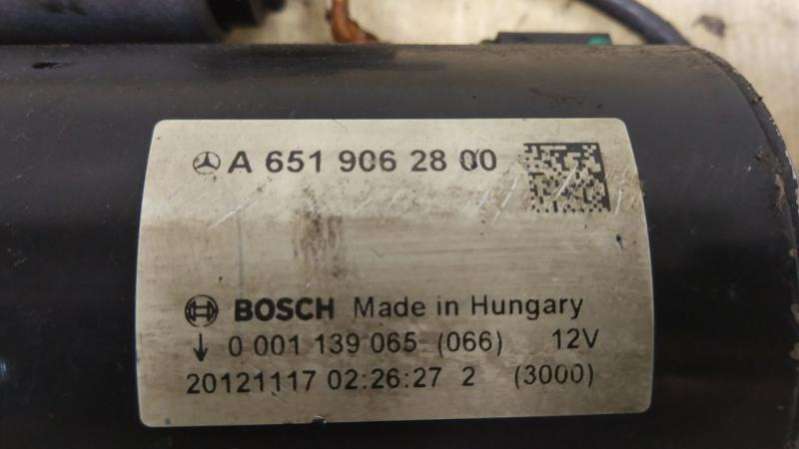 A 651 906 28 00
BOSCH Made in Hungary
↓ 0 001 139 065 (066) 12V
20121117 02:26:27 2 (3000)